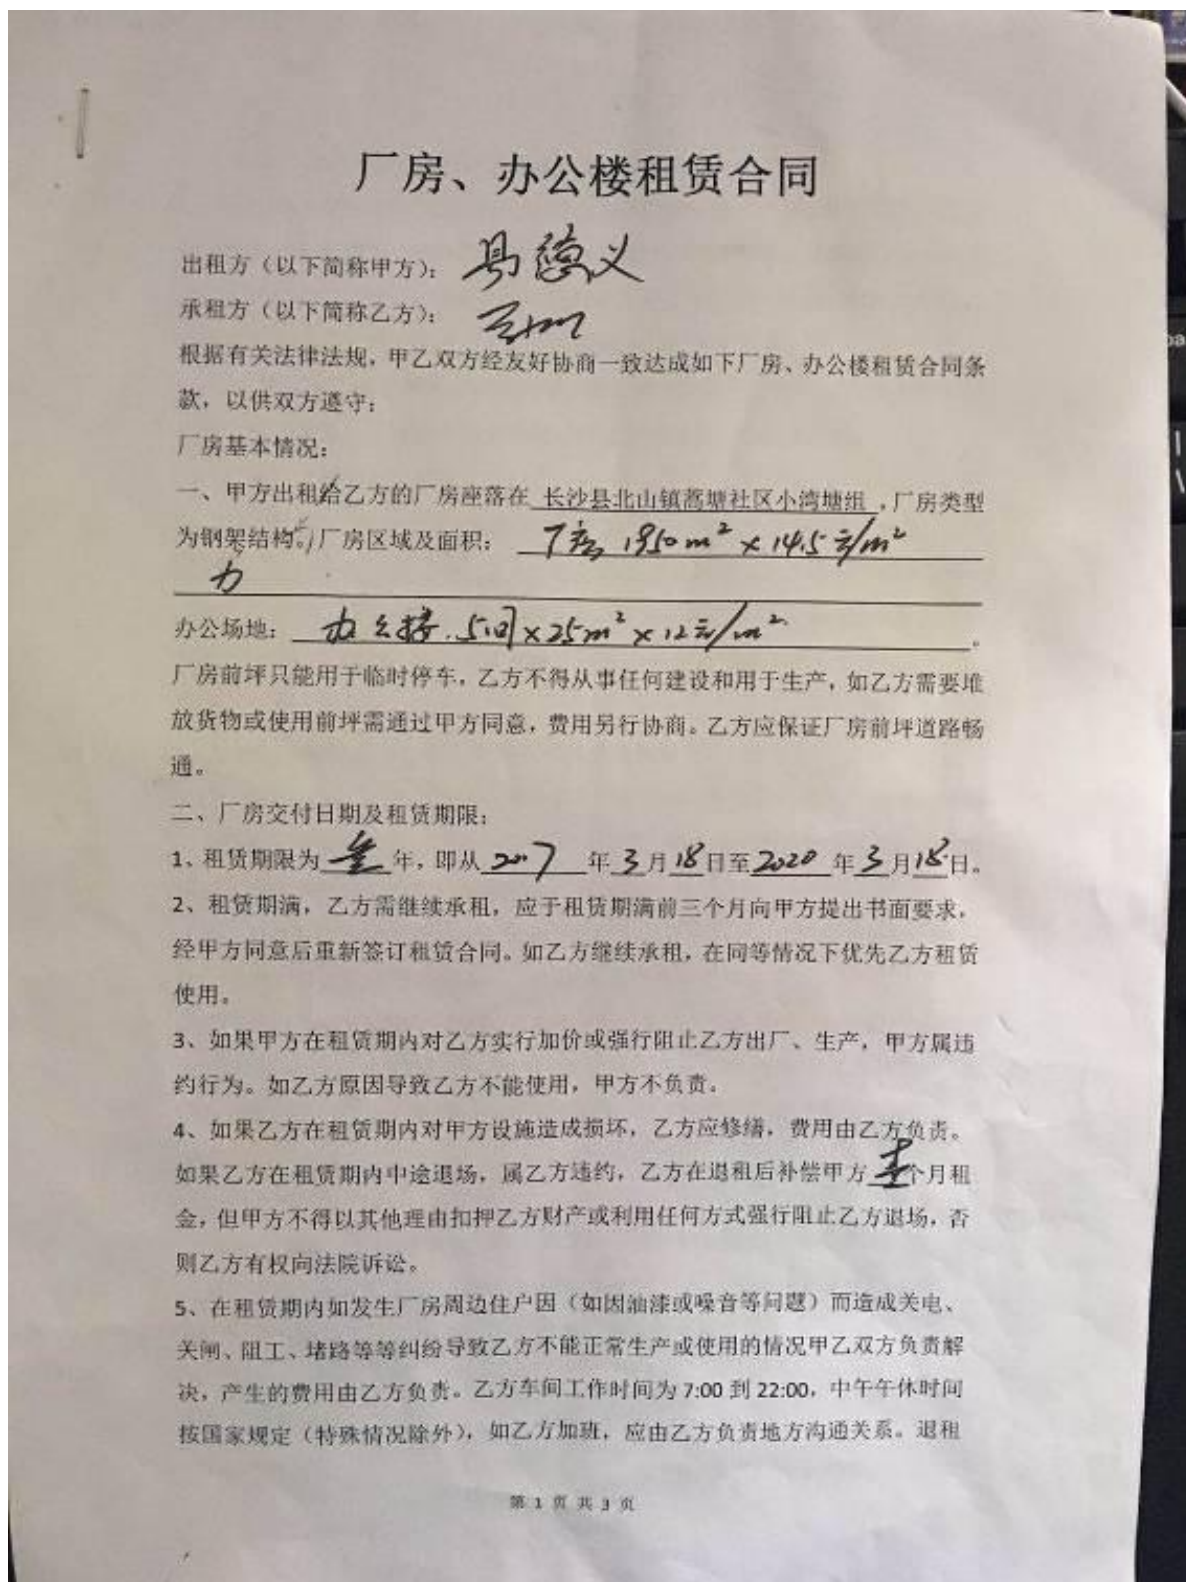 厂房、办公楼租赁合同
出租方（以下简称甲方）：易德义
承租方（以下简称乙方）：
根据有关法律法规，甲乙双方经友好协商一致达成如下厂房、办公楼租赁合同条
款，以供双方遵守：
厂房基本情况：
一、甲方出租给乙方的厂房座落在 长沙县北山镇蒿塘社区小湾塘组 ，厂房类型
为钢架结构。厂房区域及面积： 厂房 1950m² x 14.5元/m²
办
办公场地： 办公楼.5间x25m²x12元/m² 。
厂房前坪只能用于临时停车，乙方不得从事任何建设和用于生产，如乙方需要堆
放货物或使用前坪需通过甲方同意，费用另行协商。乙方应保证厂房前坪道路畅
通。
二、厂房交付日期及租赁期限：
1、租赁期限为 叁 年，即从 2017 年 3 月 18 日至 2020 年 3 月 18 日。
2、租赁期满，乙方需继续承租，应于租赁期满前三个月向甲方提出书面要求，
经甲方同意后重新签订租赁合同。如乙方继续承租，在同等情况下优先乙方租赁
使用。
3、如果甲方在租赁期内对乙方实行加价或强行阻止乙方出厂、生产，甲方属违
约行为。如乙方原因导致乙方不能使用，甲方不负责。
4、如果乙方在租赁期内对甲方设施造成损坏，乙方应修缮，费用由乙方负责。
如果乙方在租赁期内中途退场，属乙方违约，乙方在退租后补偿甲方 个月租
金，但甲方不得以其他理由扣押乙方财产或利用任何方式强行阻止乙方退场，否
则乙方有权向法院诉讼。
5、在租赁期内如发生厂房周边住户因（如因油漆或噪音等问题）而造成关电、
关闸、阻工、堵路等等纠纷导致乙方不能正常生产或使用的情况甲乙双方负责解
决，产生的费用由乙方负责。乙方车间工作时间为 7:00 到 22:00，中午午休时间
按国家规定（特殊情况除外），如乙方加班，应由乙方负责地方沟通关系。退租
第 1 页 共 3 页